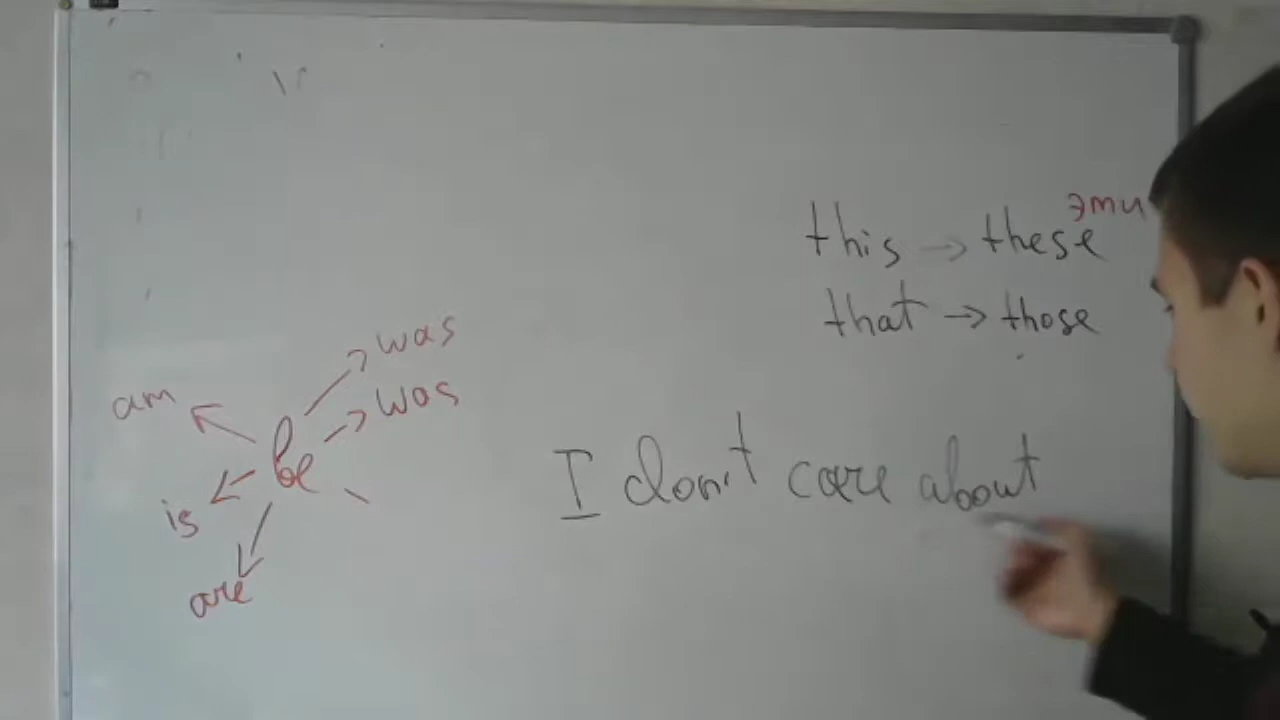 эти
this → these
that → those
was
was
am
be
is
are
I don't care about